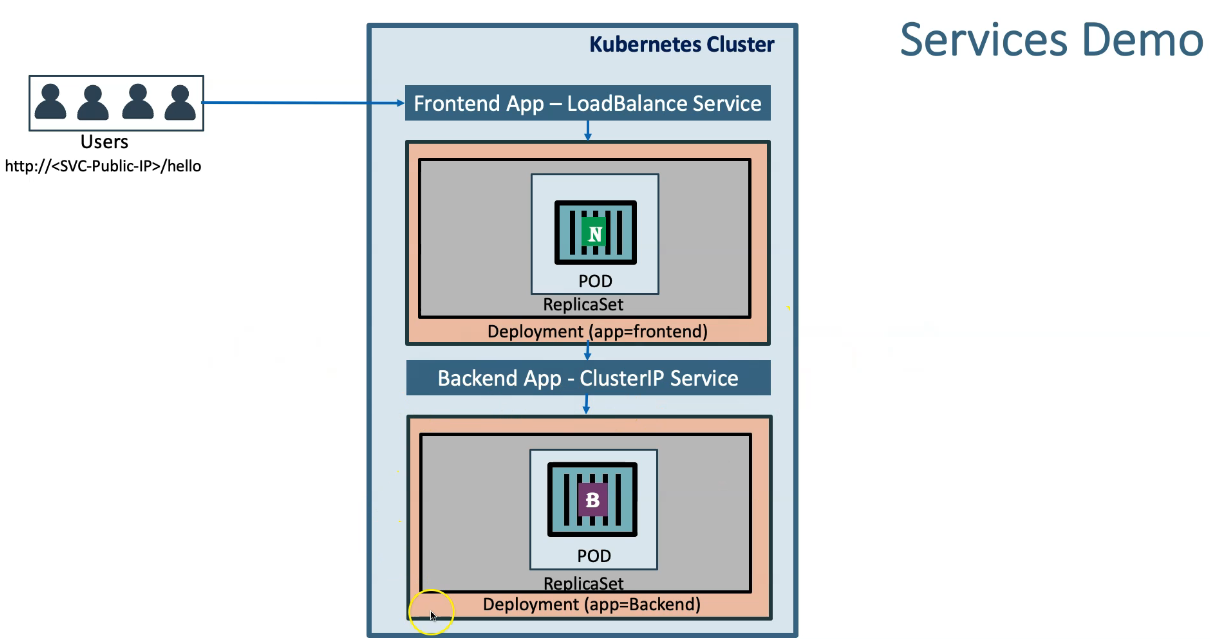 Services Demo
Kubernetes Cluster
Frontend App – LoadBalance Service
Users
http://<SVC-Public-IP>/hello
N
POD
ReplicaSet
Deployment (app=frontend)
Backend App - ClusterIP Service
B
POD
ReplicaSet
Deployment (app=Backend)